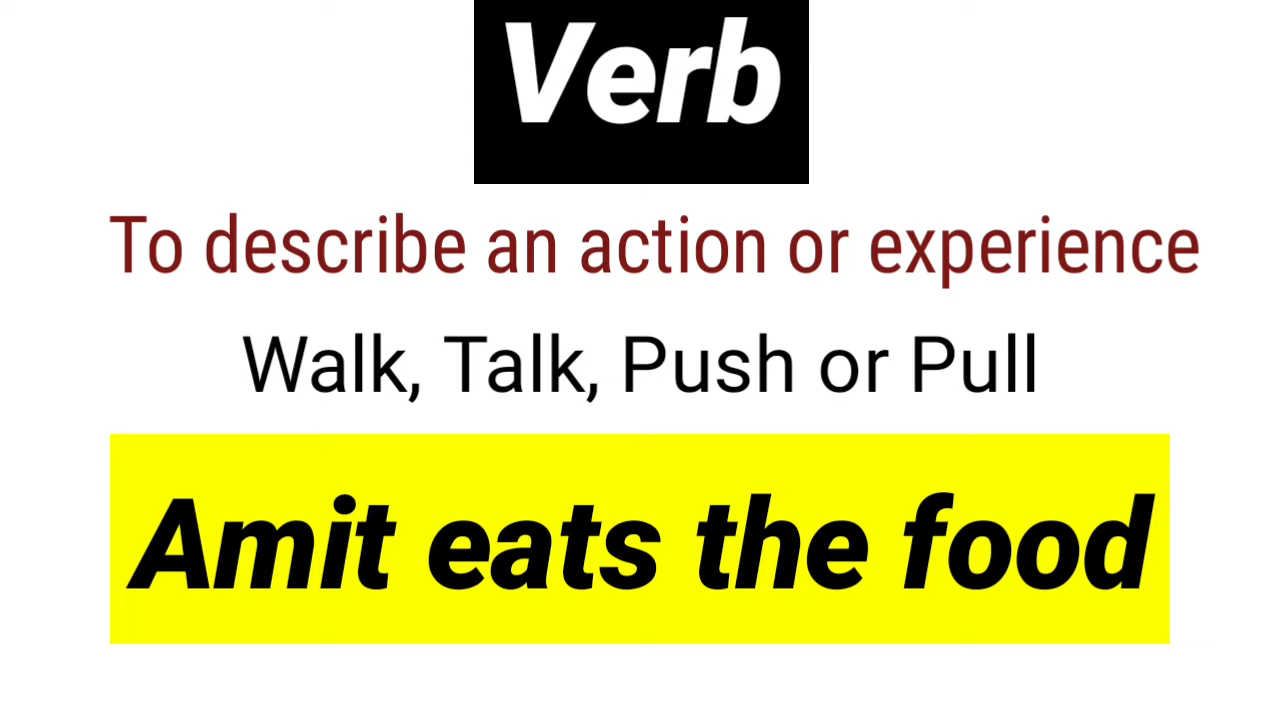 Verb
To describe an action or experience
Walk, Talk, Push or Pull
Amit eats the food